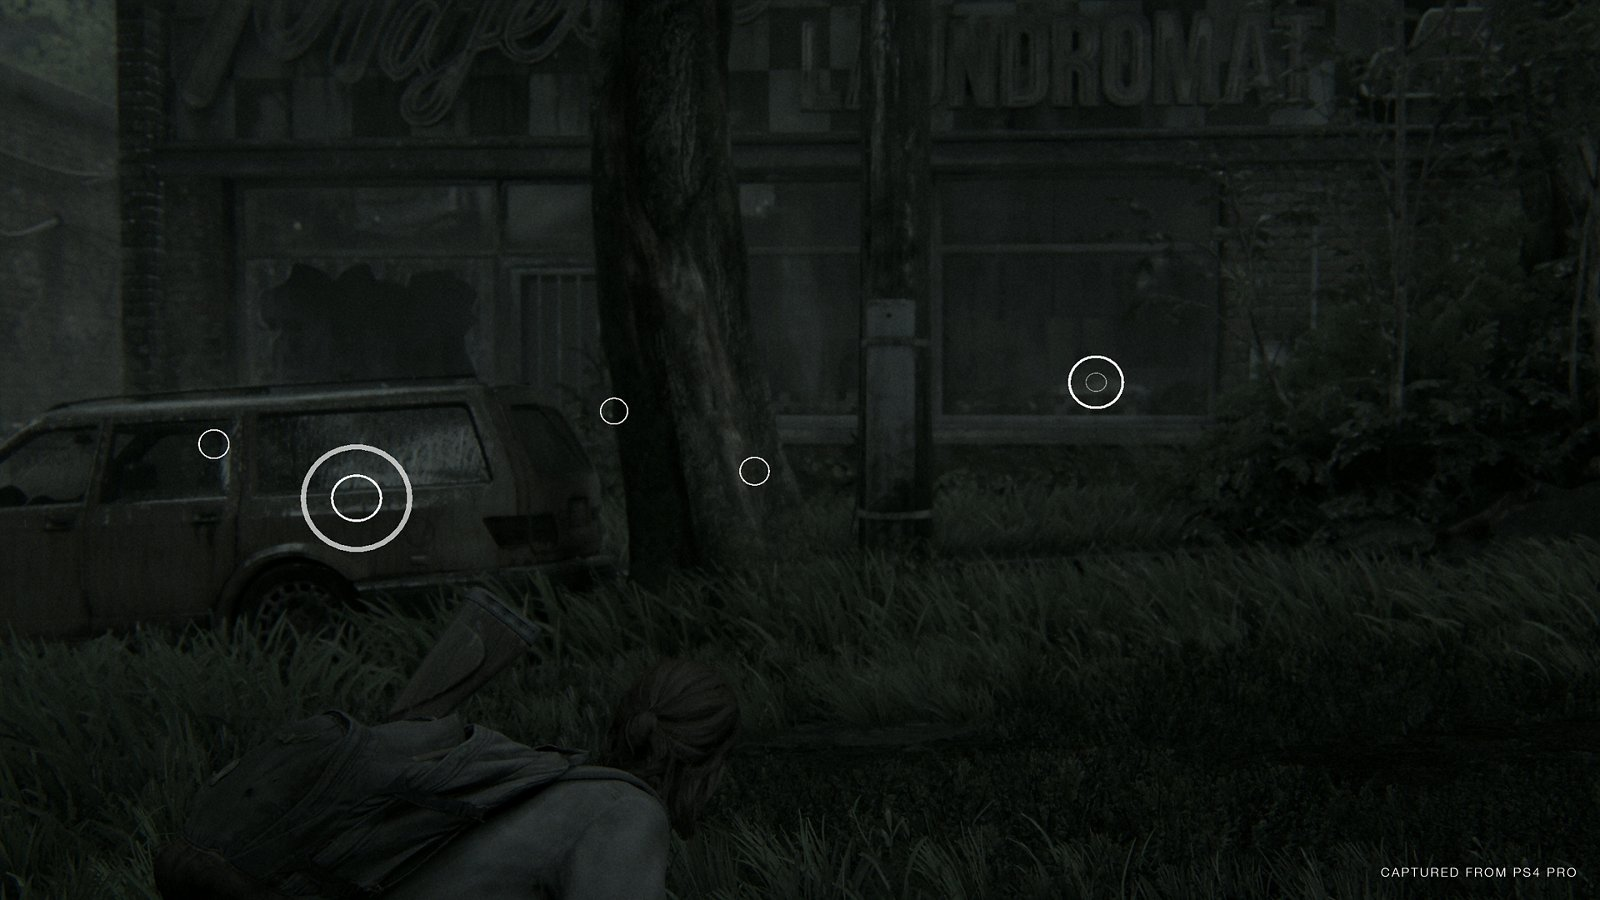 LAUNDROMAT
CAPTURED FROM PS4 PRO